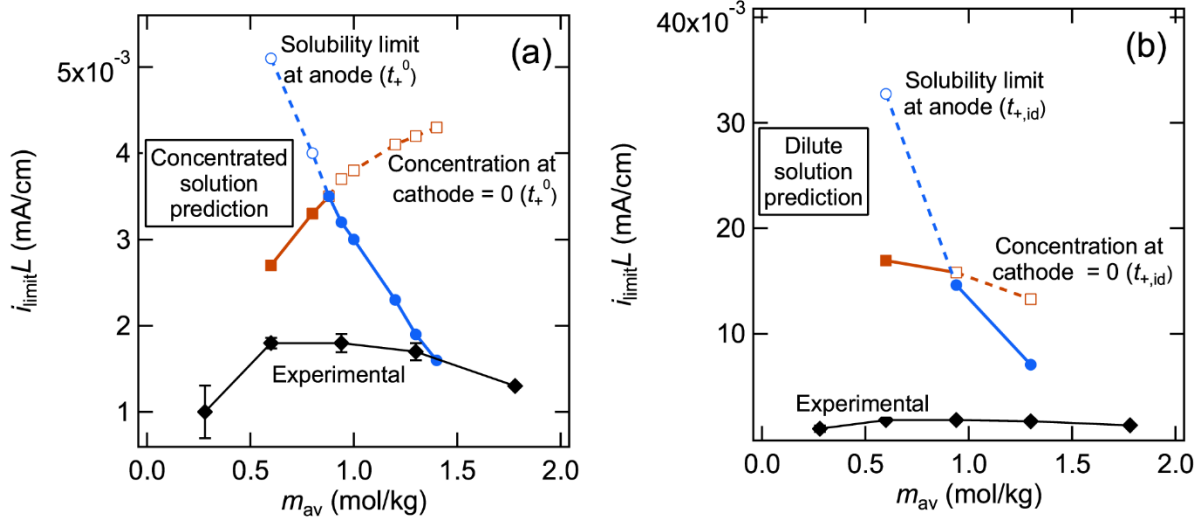 (a)
Solubility limit
at anode (t₊⁰)
5x10⁻³
Concentrated
solution
prediction
Concentration at
cathode = 0 (t₊⁰)
4
3
2
1
Experimental
i_limit L (mA/cm)
0.0 0.5 1.0 1.5 2.0
m_av (mol/kg)
(b)
40x10⁻³
Solubility limit
at anode (t₊,id)
Dilute
solution
prediction
30
20
10
Concentration at
cathode = 0 (t₊,id)
Experimental
i_limit L (mA/cm)
0.0 0.5 1.0 1.5 2.0
m_av (mol/kg)